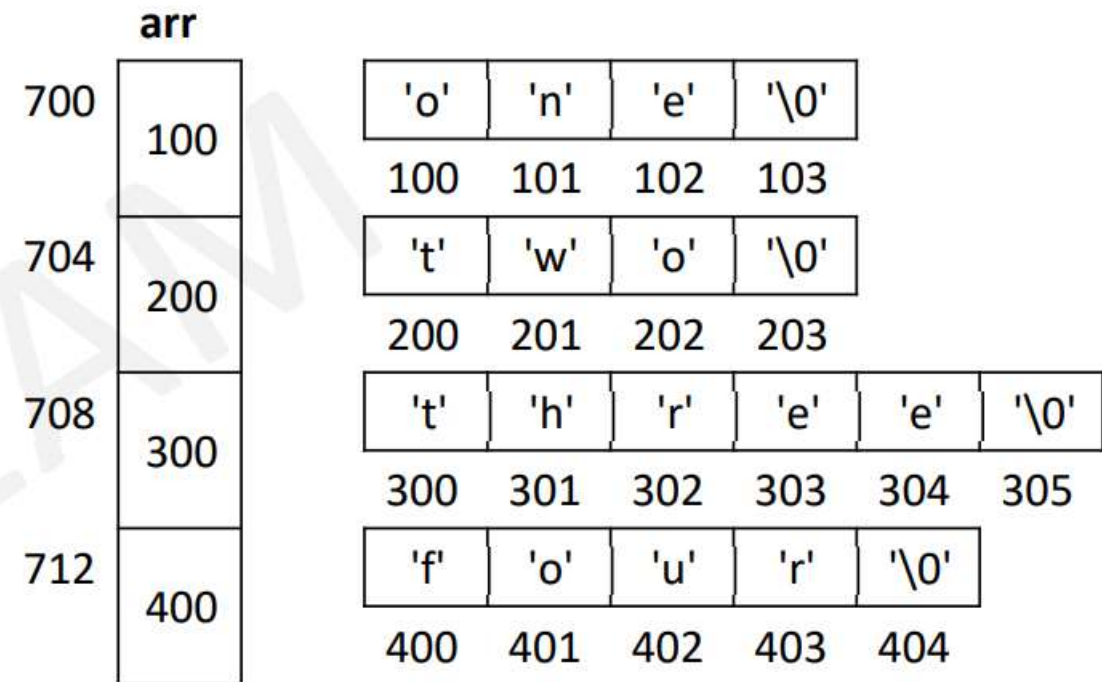 arr
700 100 'o' 'n' 'e' '\0'
100 101 102 103
704 200 't' 'w' 'o' '\0'
200 201 202 203
708 300 't' 'h' 'r' 'e' 'e' '\0'
300 301 302 303 304 305
712 400 'f' 'o' 'u' 'r' '\0'
400 401 402 403 404